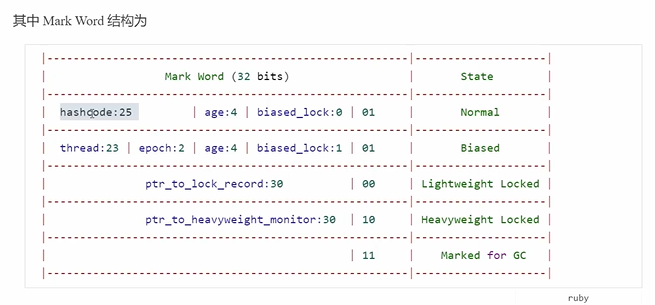 其中 Mark Word 结构为
|--------------------------------------------------------|--------------------|
| Mark Word (32 bits) | State |
|--------------------------------------------------------|--------------------|
| hashcode:25 | age:4 | biased_lock:0 | 01 | Normal |
|--------------------------------------------------------|--------------------|
| thread:23 | epoch:2 | age:4 | biased_lock:1 | 01 | Biased |
|--------------------------------------------------------|--------------------|
| ptr_to_lock_record:30 | 00 | Lightweight Locked |
|--------------------------------------------------------|--------------------|
| ptr_to_heavyweight_monitor:30 | 10 | Heavyweight Locked |
|--------------------------------------------------------|--------------------|
| | 11 | Marked for GC |
|--------------------------------------------------------|--------------------|
ruby